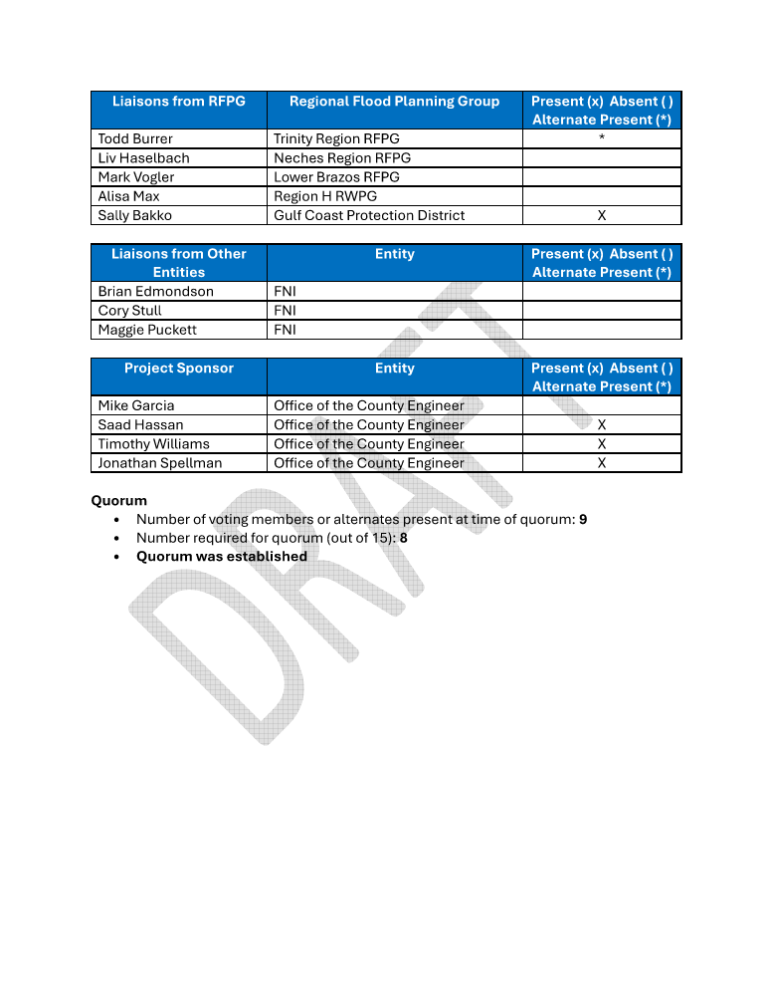 Liaisons from RFPG Regional Flood Planning Group Present (x) Absent ( )
Alternate Present (*)
Todd Burrer Trinity Region RFPG *
Liv Haselbach Neches Region RFPG
Mark Vogler Lower Brazos RFPG
Alisa Max Region H RWPG
Sally Bakko Gulf Coast Protection District X
Liaisons from Other Entity Present (x) Absent ( )
Entities Alternate Present (*)
Brian Edmondson FNI
Cory Stull FNI
Maggie Puckett FNI
Project Sponsor Entity Present (x) Absent ( )
Alternate Present (*)
Mike Garcia Office of the County Engineer
Saad Hassan Office of the County Engineer X
Timothy Williams Office of the County Engineer X
Jonathan Spellman Office of the County Engineer X
Quorum
• Number of voting members or alternates present at time of quorum: 9
• Number required for quorum (out of 15): 8
• Quorum was established
DRAFT